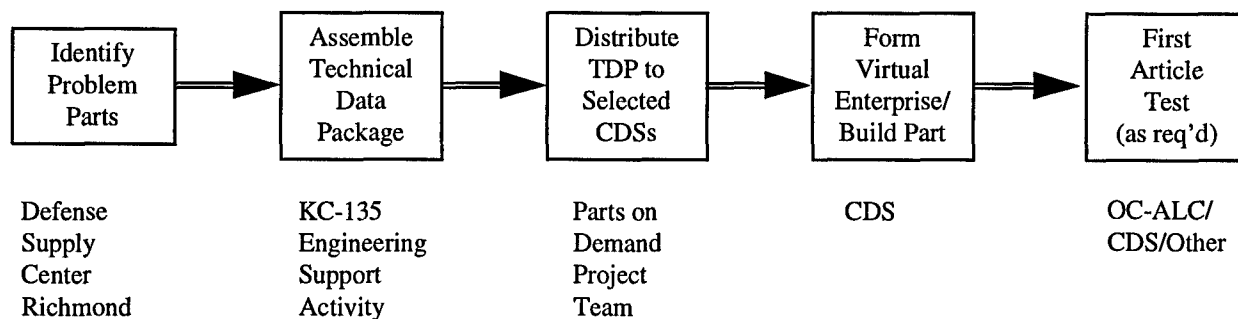 Identify
Problem
Parts
Assemble
Technical
Data
Package
Distribute
TDP to
Selected
CDSs
Form
Virtual
Enterprise/
Build Part
First
Article
Test
(as req'd)
Defense
Supply
Center
Richmond
KC-135
Engineering
Support
Activity
Parts on
Demand
Project
Team
CDS
OC-ALC/
CDS/Other